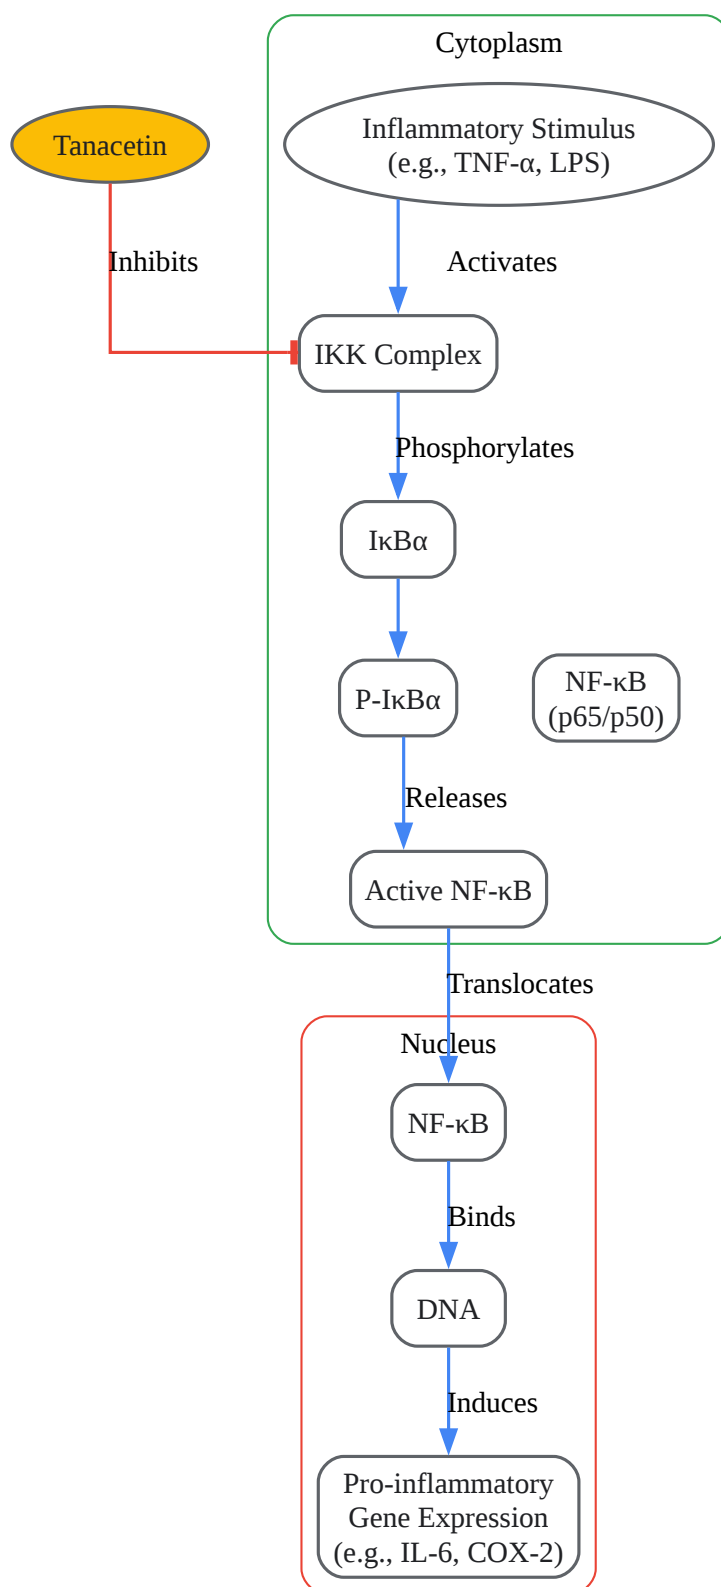 Cytoplasm
Tanacetin
Inflammatory Stimulus
(e.g., TNF-α, LPS)
Inhibits
Activates
IKK Complex
Phosphorylates
IκBα
P-IκBα
NF-κB
(p65/p50)
Releases
Active NF-κB
Translocates
Nucleus
NF-κB
Binds
DNA
Induces
Pro-inflammatory
Gene Expression
(e.g., IL-6, COX-2)